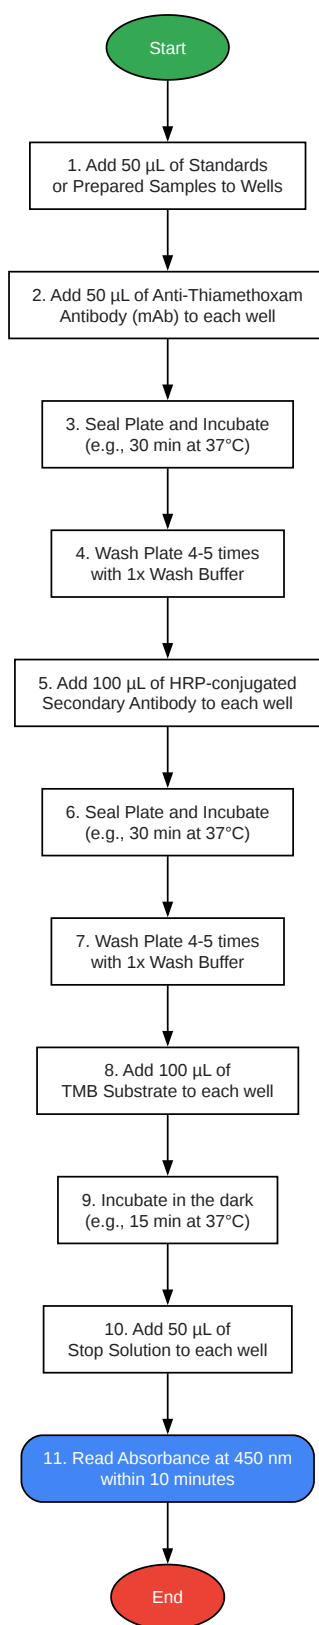 Start
1. Add 50 µL of Standards
or Prepared Samples to Wells
2. Add 50 µL of Anti-Thiamethoxam
Antibody (mAb) to each well
3. Seal Plate and Incubate
(e.g., 30 min at 37°C)
4. Wash Plate 4-5 times
with 1x Wash Buffer
5. Add 100 µL of HRP-conjugated
Secondary Antibody to each well
6. Seal Plate and Incubate
(e.g., 30 min at 37°C)
7. Wash Plate 4-5 times
with 1x Wash Buffer
8. Add 100 µL of
TMB Substrate to each well
9. Incubate in the dark
(e.g., 15 min at 37°C)
10. Add 50 µL of
Stop Solution to each well
11. Read Absorbance at 450 nm
within 10 minutes
End